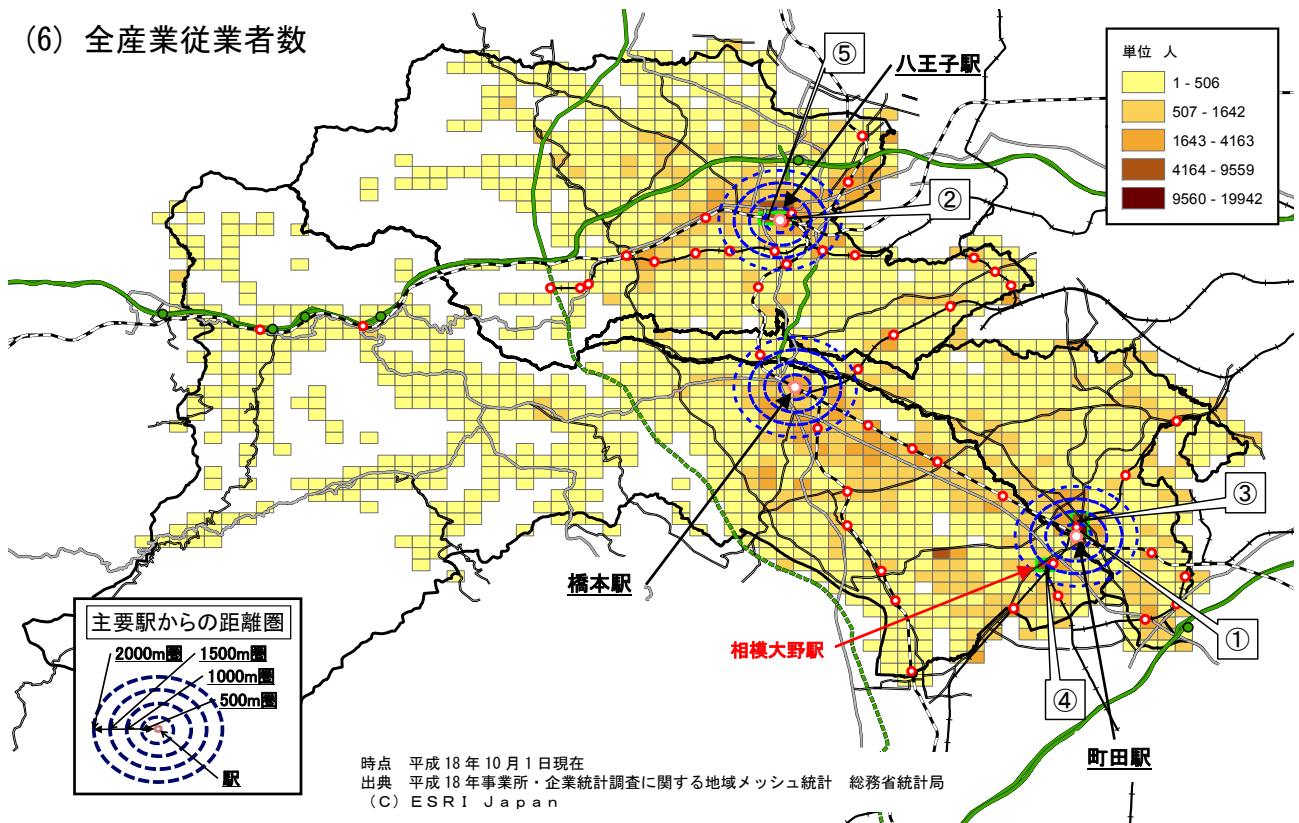 (6) 全産業従業者数
⑤
八王子駅
単位 人
1 - 506
507 - 1642
1643 - 4163
4164 - 9559
9560 - 19942
②
③
橋本駅
相模大野駅
①
④
町田駅
主要駅からの距離圏
2000m圏
1500m圏
1000m圏
500m圏
駅
時点 平成 18 年 10 月 1 日現在
出典 平成 18 年事業所・企業統計調査に関する地域メッシュ統計 総務省統計局
(C) ESRI Japan